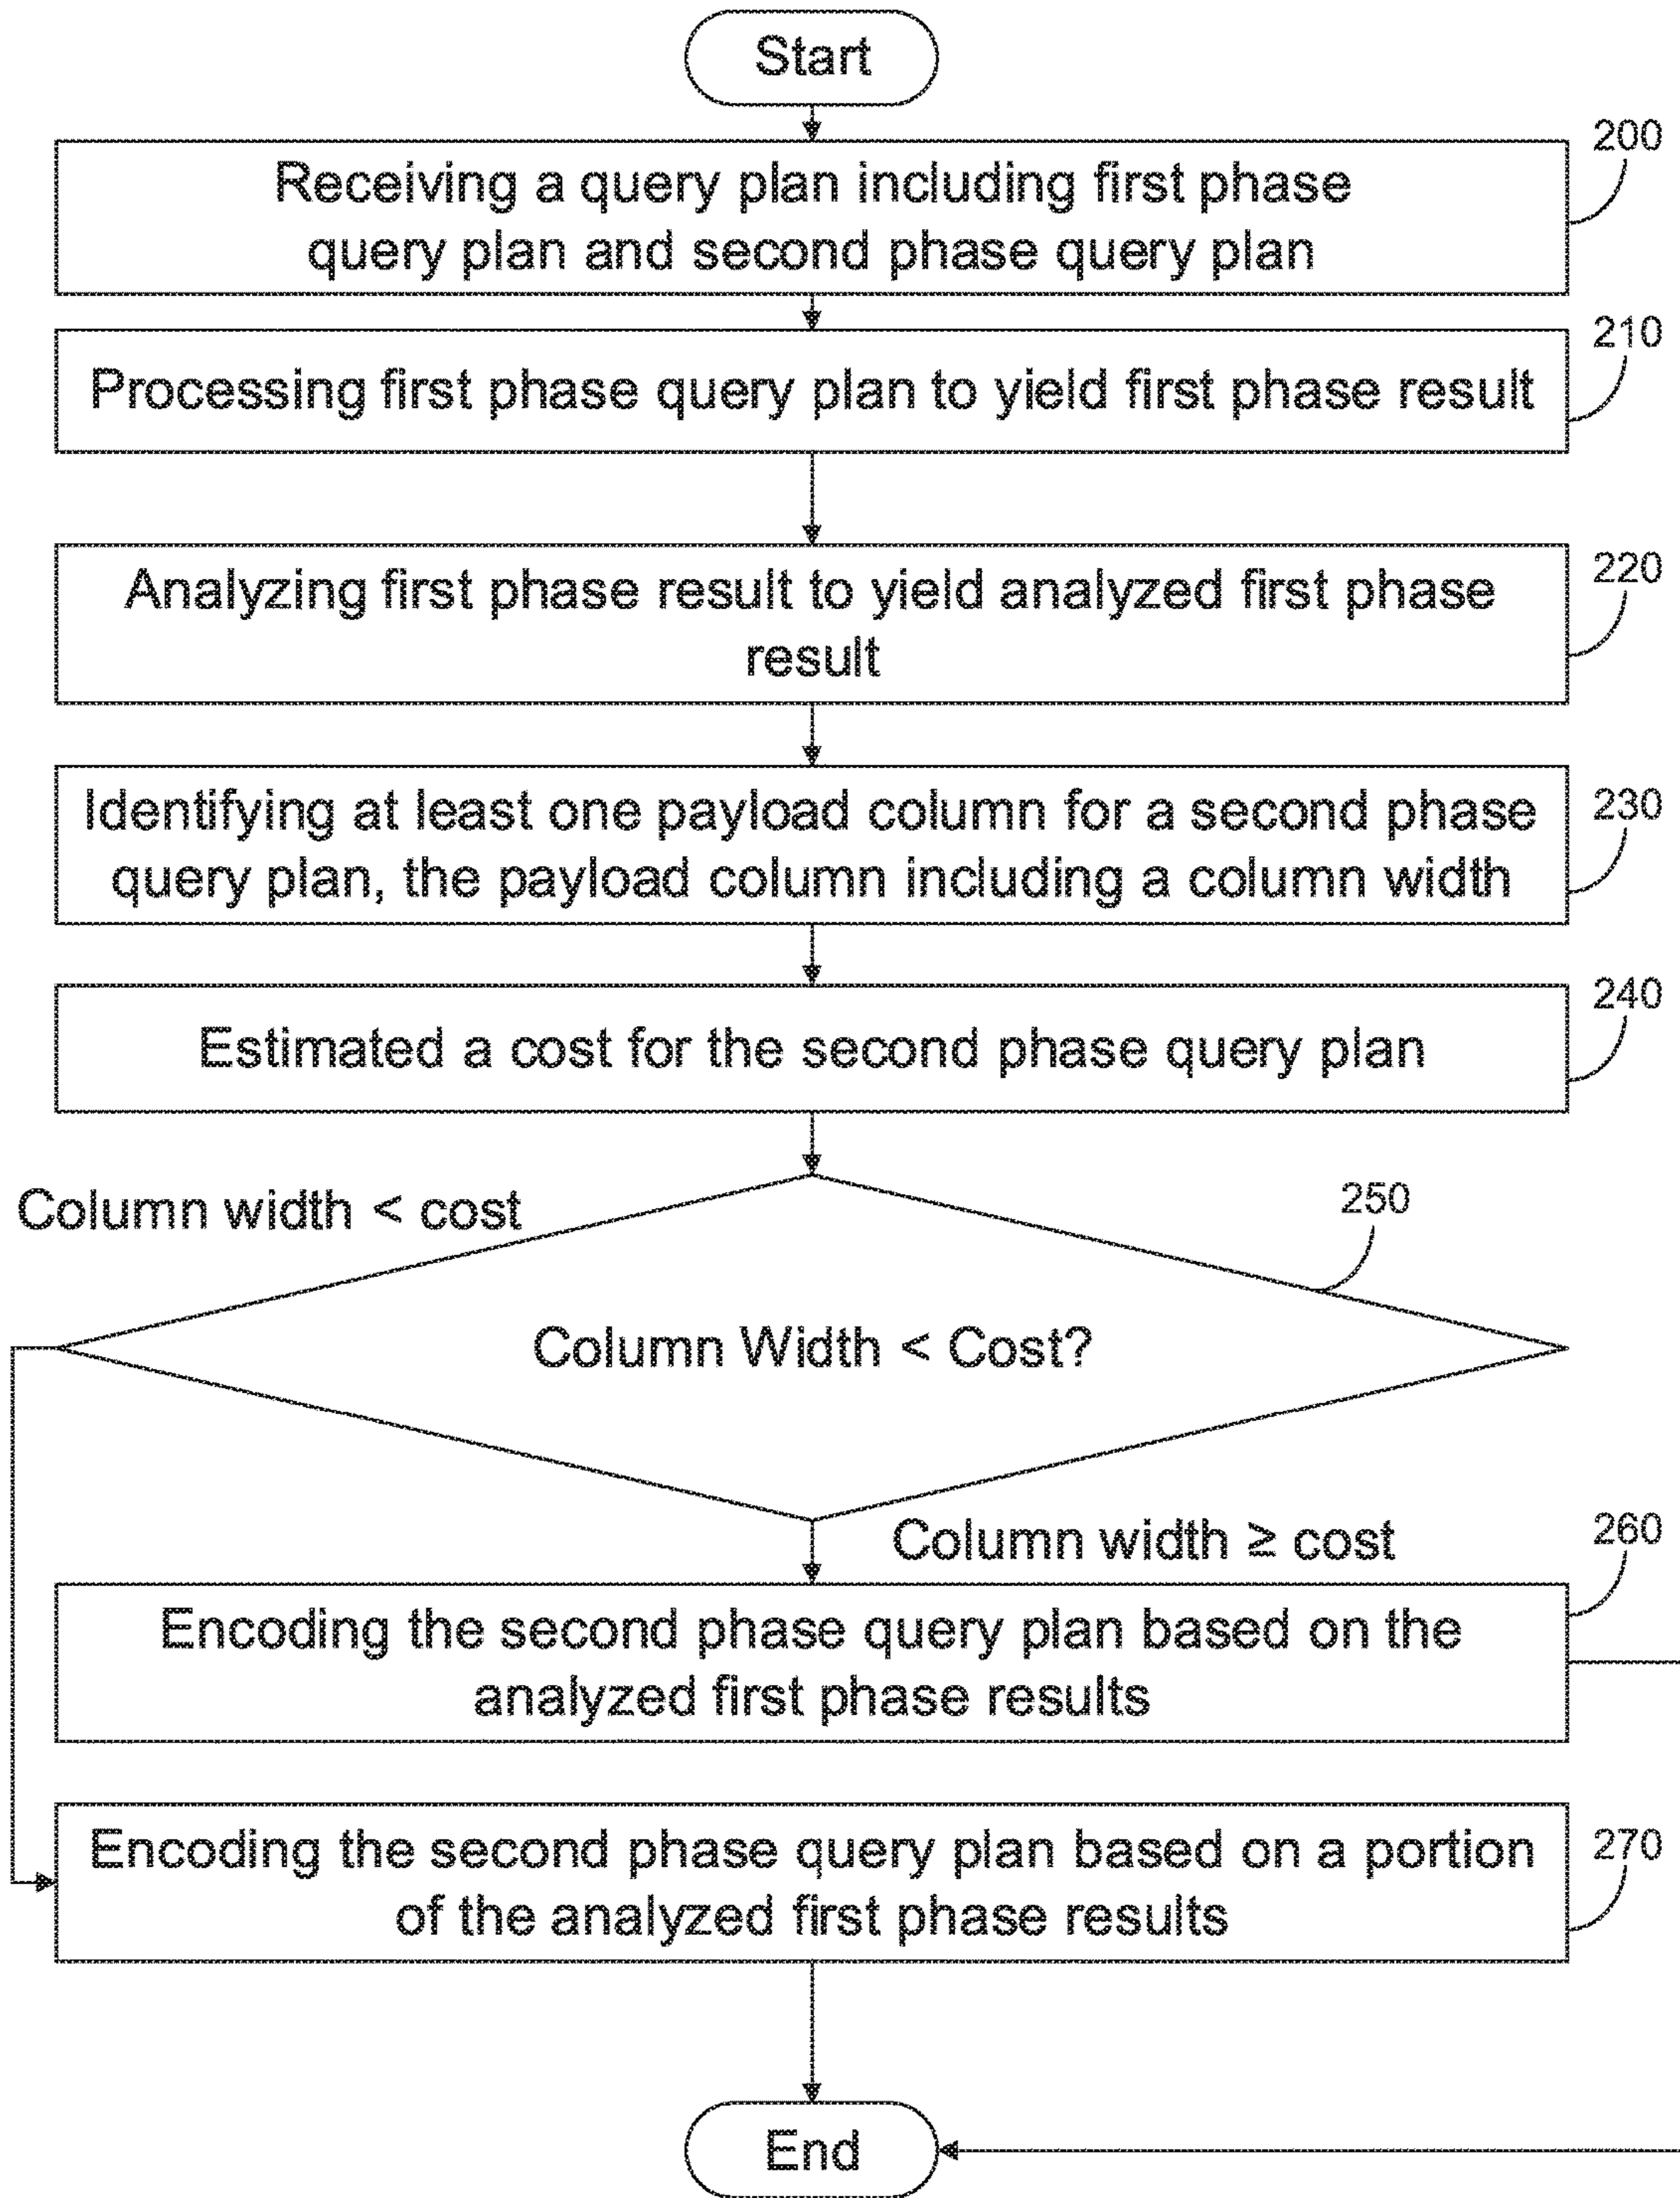 Start
200
Receiving a query plan including first phase
query plan and second phase query plan
210
Processing first phase query plan to yield first phase result
220
Analyzing first phase result to yield analyzed first phase
result
230
Identifying at least one payload column for a second phase
query plan, the payload column including a column width
240
Estimated a cost for the second phase query plan
Column width < cost
250
Column Width < Cost?
Column width ≥ cost
260
Encoding the second phase query plan based on the
analyzed first phase results
270
Encoding the second phase query plan based on a portion
of the analyzed first phase results
End